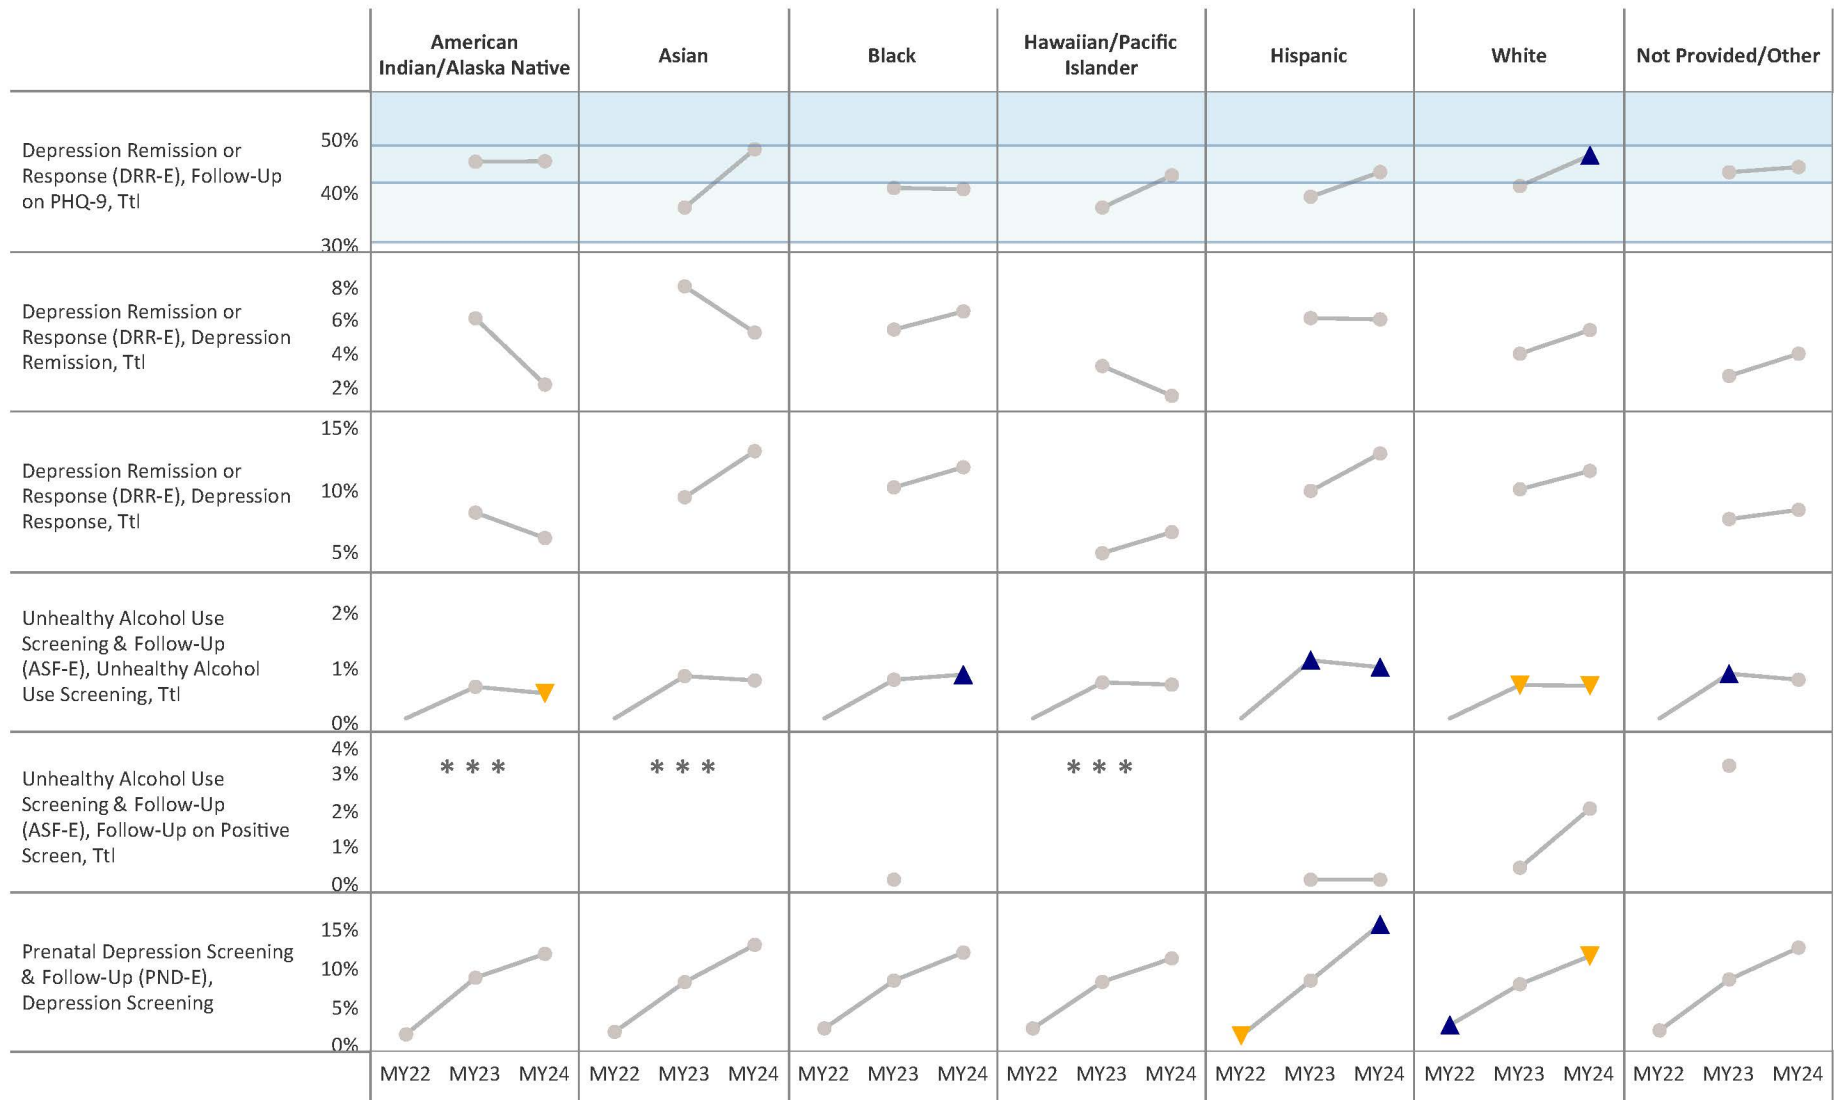 American
Indian/Alaska Native
Asian
Black
Hawaiian/Pacific
Islander
Hispanic
White
Not Provided/Other
Depression Remission or
Response (DRR-E), Follow-Up
on PHQ-9, Ttl
50%
40%
30%
Depression Remission or
Response (DRR-E), Depression
Remission, Ttl
8%
6%
4%
2%
Depression Remission or
Response (DRR-E), Depression
Response, Ttl
15%
10%
5%
Unhealthy Alcohol Use
Screening & Follow-Up
(ASF-E), Unhealthy Alcohol
Use Screening, Ttl
2%
1%
0%
Unhealthy Alcohol Use
Screening & Follow-Up
(ASF-E), Follow-Up on Positive
Screen, Ttl
4%
3%
2%
1%
0%
* * *
* * *
* * *
Prenatal Depression Screening
& Follow-Up (PND-E),
Depression Screening
15%
10%
5%
0%
MY22 MY23 MY24 MY22 MY23 MY24 MY22 MY23 MY24 MY22 MY23 MY24 MY22 MY23 MY24 MY22 MY23 MY24 MY22 MY23 MY24